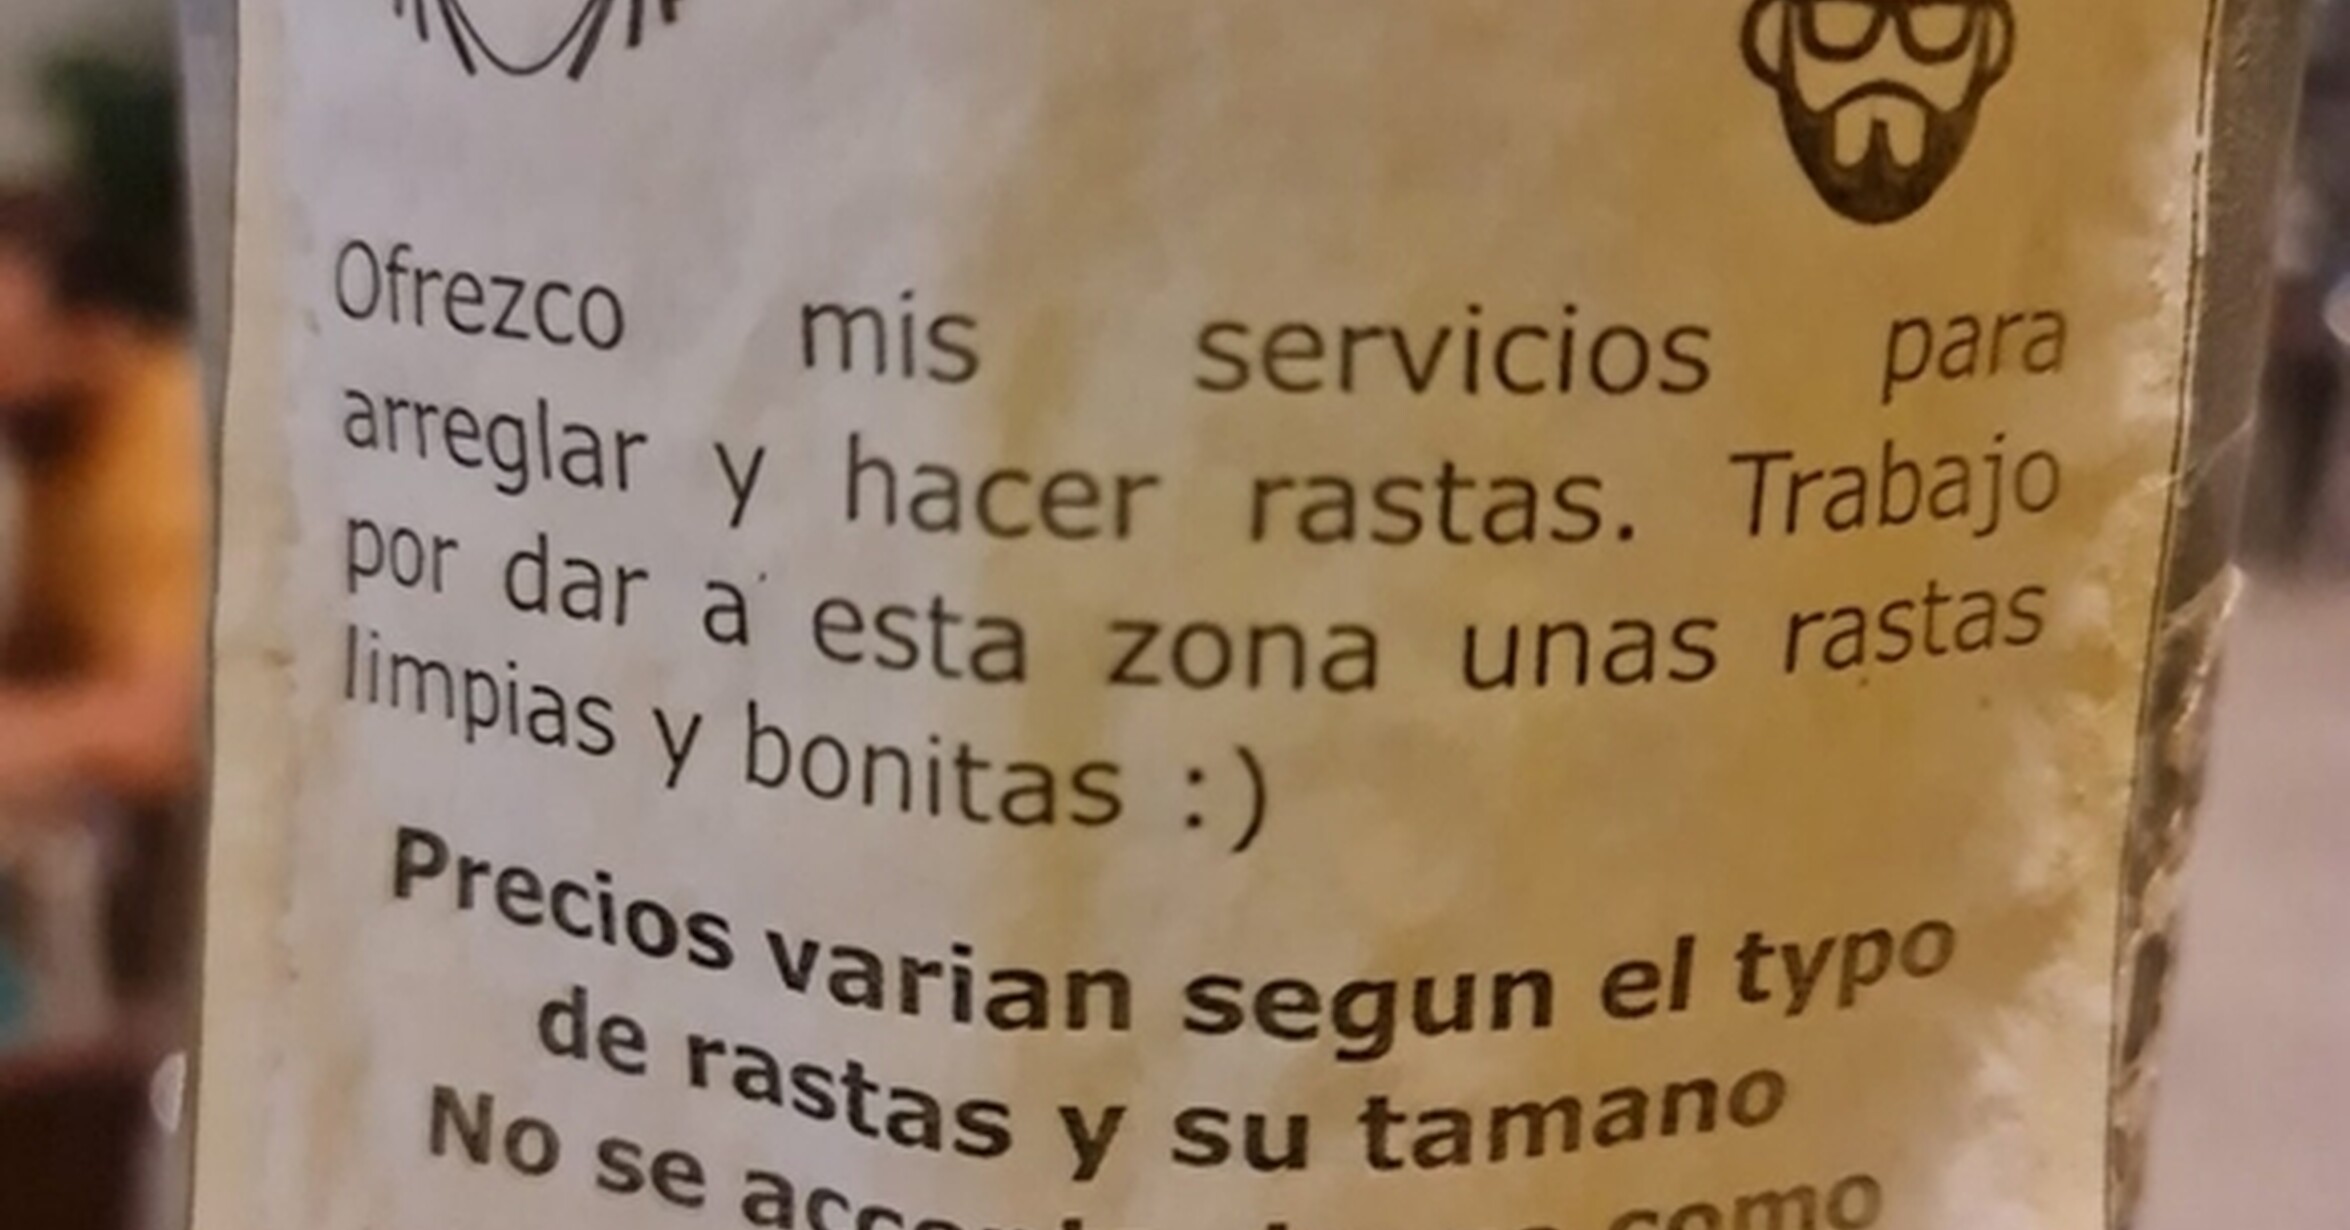 Ofrezco mis servicios para
arreglar y hacer rastas. Trabajo
por dar a esta zona unas rastas
limpias y bonitas :)
Precios varian segun el typo
de rastas y su tamano
No se como